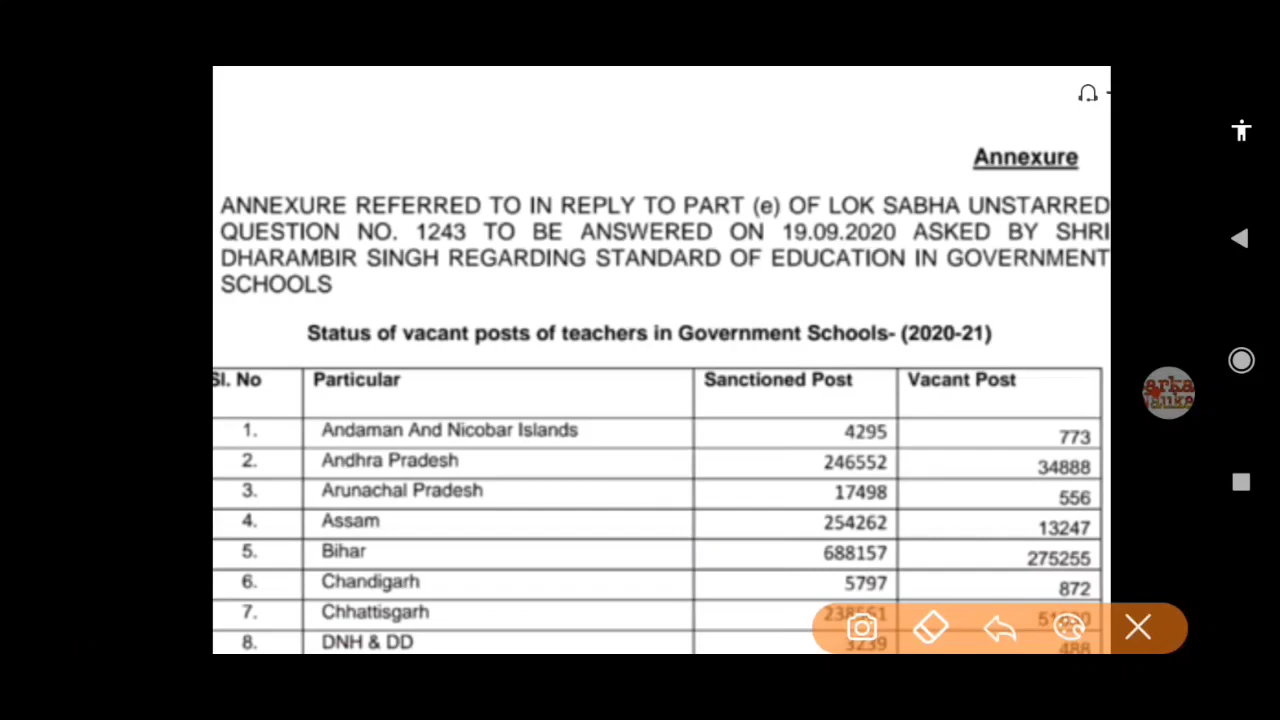 Annexure
ANNEXURE REFERRED TO IN REPLY TO PART (e) OF LOK SABHA UNSTARRED
QUESTION NO. 1243 TO BE ANSWERED ON 19.09.2020 ASKED BY SHRI
DHARAMBIR SINGH REGARDING STANDARD OF EDUCATION IN GOVERNMENT
SCHOOLS
Status of vacant posts of teachers in Government Schools- (2020-21)
Sl. No Particular Sanctioned Post Vacant Post
1. Andaman And Nicobar Islands 4295 773
2. Andhra Pradesh 246552 34888
3. Arunachal Pradesh 17498 556
4. Assam 254262 13247
5. Bihar 688157 275255
6. Chandigarh 5797 872
7. Chhattisgarh
8. DNH & DD 3239 488